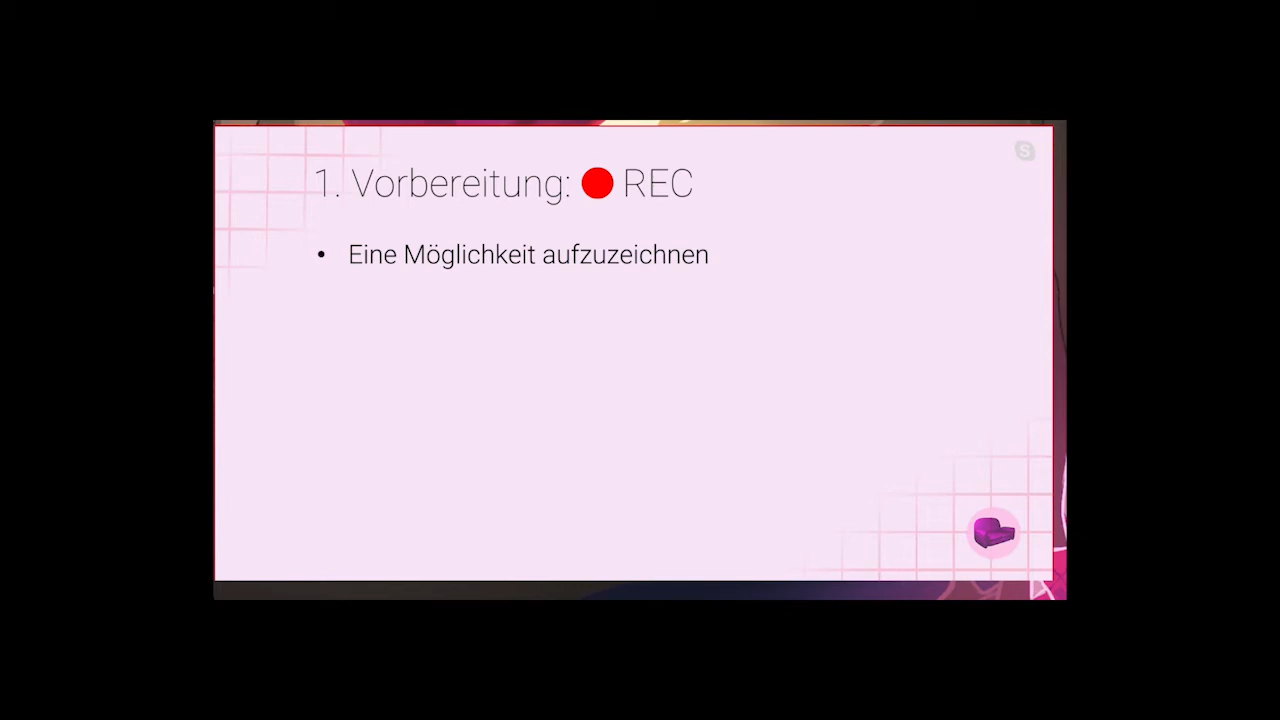 1. Vorbereitung: 🔴 REC
• Eine Möglichkeit aufzuzeichnen
S